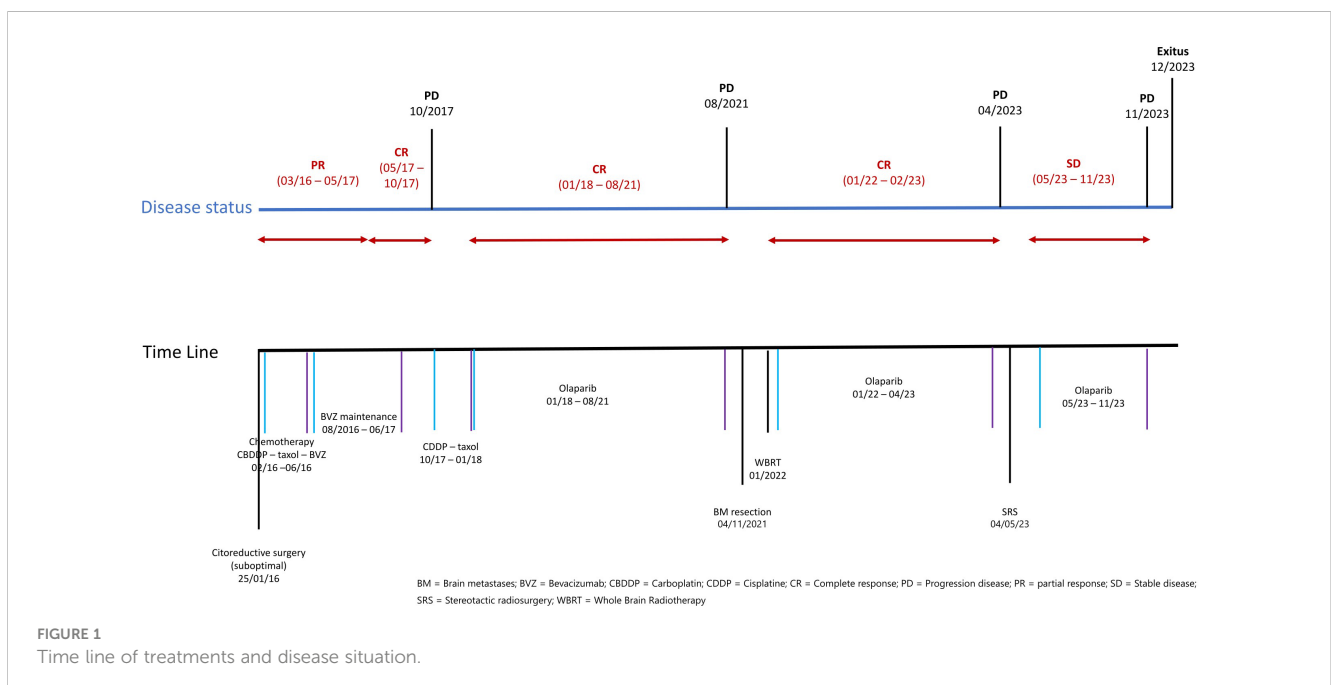 Exitus
12/2023
PD
10/2017
PD
08/2021
PD
04/2023
PD
11/2023
PR
(03/16 – 05/17)
CR
(05/17 –
10/17)
CR
(01/18 – 08/21)
CR
(01/22 – 02/23)
SD
(05/23 – 11/23)
Disease status
Time Line
Chemotherapy
CBDDP – taxol – BVZ
02/16 –06/16
BVZ maintenance
08/2016 – 06/17
CDDP – taxol
10/17 – 01/18
Olaparib
01/18 – 08/21
WBRT
01/2022
Olaparib
01/22 – 04/23
Olaparib
05/23 – 11/23
BM resection
04/11/2021
SRS
04/05/23
Citoreductive surgery
(suboptimal)
25/01/16
BM = Brain metastases; BVZ = Bevacizumab; CBDDP = Carboplatin; CDDP = Cisplatine; CR = Complete response; PD = Progression disease; PR = partial response; SD = Stable disease;
SRS = Stereotactic radiosurgery; WBRT = Whole Brain Radiotherapy
FIGURE 1
Time line of treatments and disease situation.